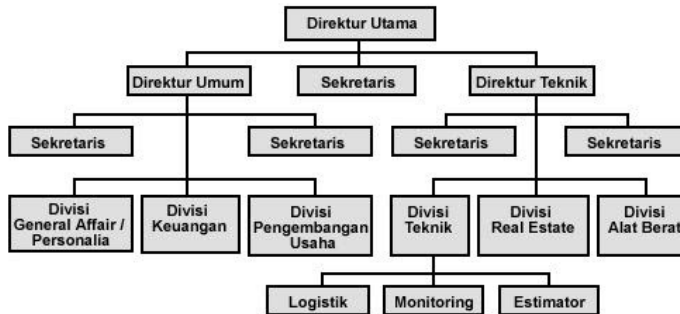 Direktur Utama
Direktur Umum
Sekretaris
Direktur Teknik
Sekretaris
Sekretaris
Sekretaris
Sekretaris
Divisi
General Affair /
Personalia
Divisi
Keuangan
Divisi
Pengembangan
Usaha
Divisi
Teknik
Divisi
Real Estate
Divisi
Alat Berat
Logistik
Monitoring
Estimator